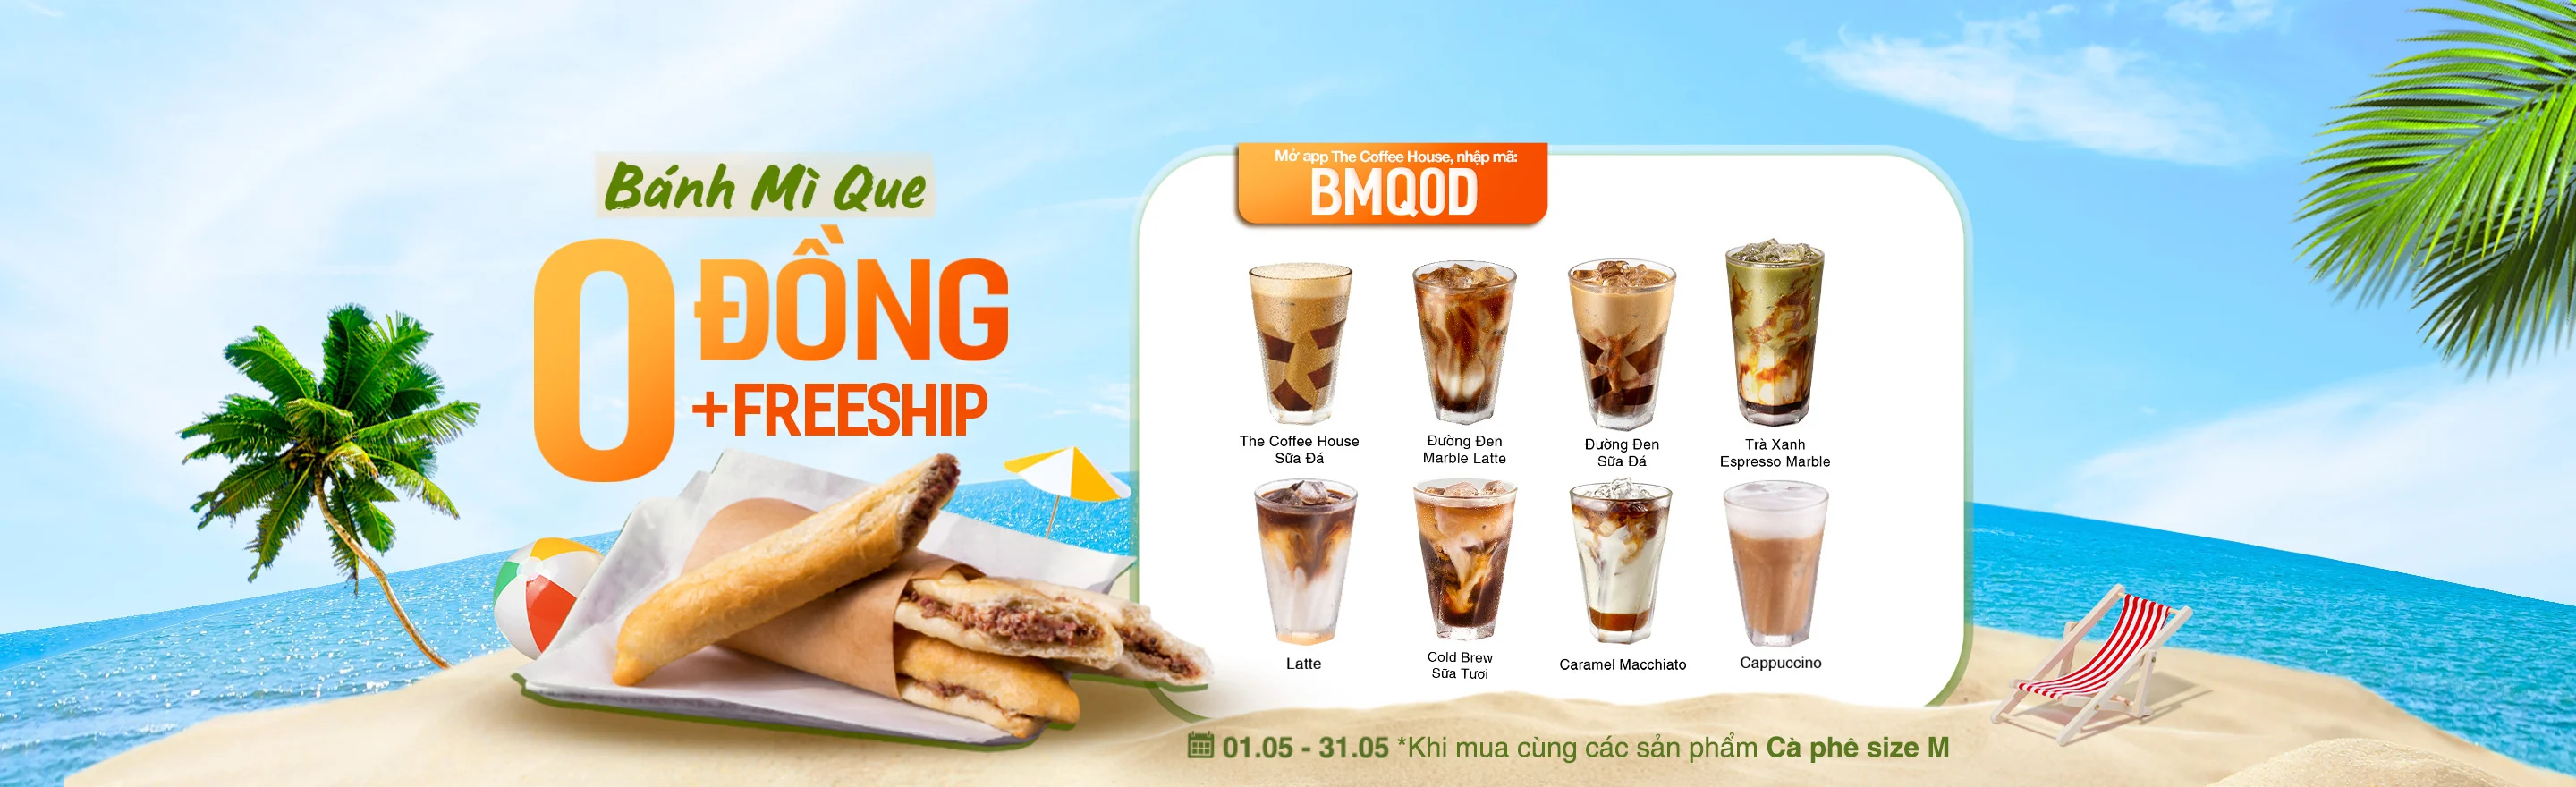 Bánh Mì Que
0 ĐỒNG
+FREESHIP
Mở app The Coffee House, nhập mã:
BMQ0D
The Coffee House
Sữa Đá
Đường Đen
Marble Latte
Đường Đen
Sữa Đá
Trà Xanh
Espresso Marble
Latte
Cold Brew
Sữa Tươi
Caramel Macchiato
Cappuccino
01.05 - 31.05 *Khi mua cùng các sản phẩm Cà phê size M